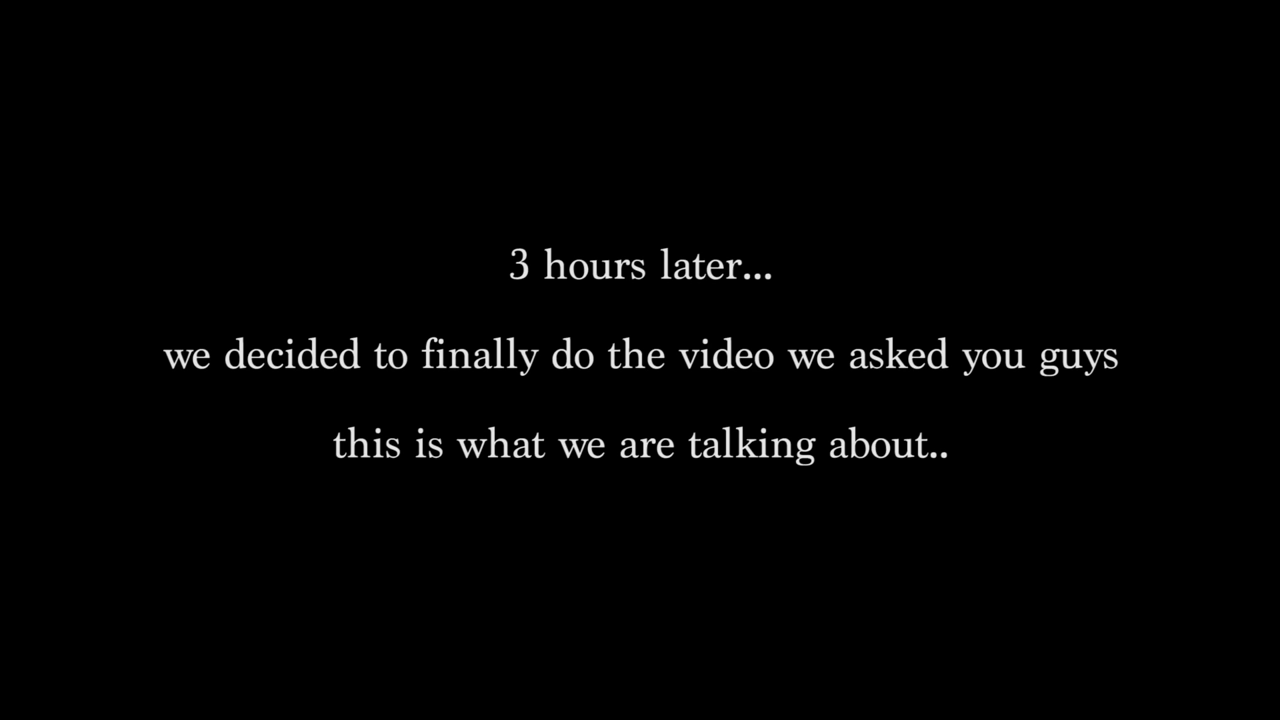 3 hours later...
we decided to finally do the video we asked you guys
this is what we are talking about..